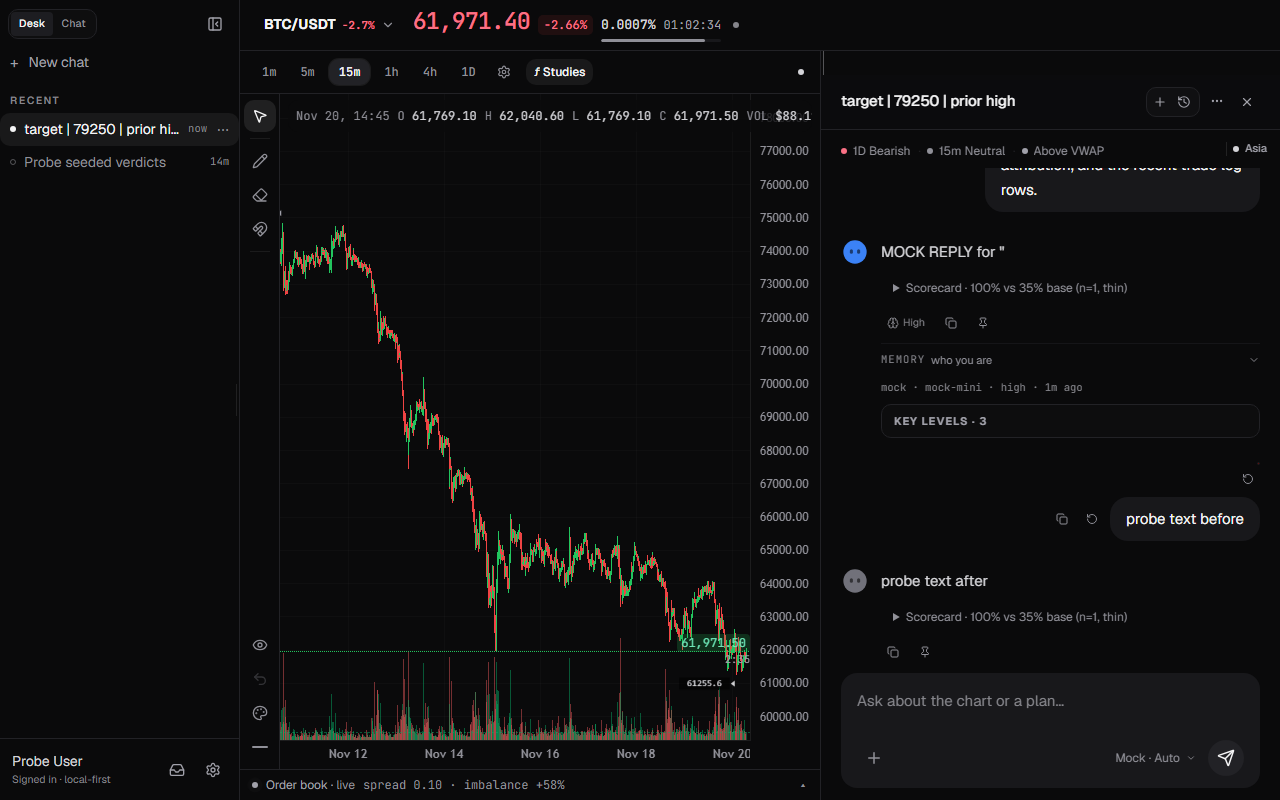 Desk Chat
+ New chat
RECENT
target | 79250 | prior hi... now ...
Probe seeded verdicts 14m
Probe User
Signed in · local-first
BTC/USDT -2.7% 61,971.40 -2.66% 0.0007% 01:02:34
1m 5m 15m 1h 4h 1D f Studies
Nov 20, 14:45 O 61,769.10 H 62,040.60 L 61,769.10 C 61,971.50 VOL $88.1
77000.00
76000.00
75000.00
74000.00
73000.00
72000.00
71000.00
70000.00
69000.00
68000.00
67000.00
66000.00
65000.00
64000.00
63000.00
61,971.50
62000.00
61255.6
61000.00
60000.00
Nov 12 Nov 14 Nov 16 Nov 18 Nov 20
Order book · live spread 0.10 · imbalance +58%
target | 79250 | prior high
1D Bearish 15m Neutral Above VWAP Asia
attribution, and the recent trade log
rows.
MOCK REPLY for "
Scorecard · 100% vs 35% base (n=1, thin)
High
MEMORY who you are
mock · mock-mini · high · 1m ago
KEY LEVELS · 3
probe text before
probe text after
Scorecard · 100% vs 35% base (n=1, thin)
Ask about the chart or a plan...
+ Mock · Auto